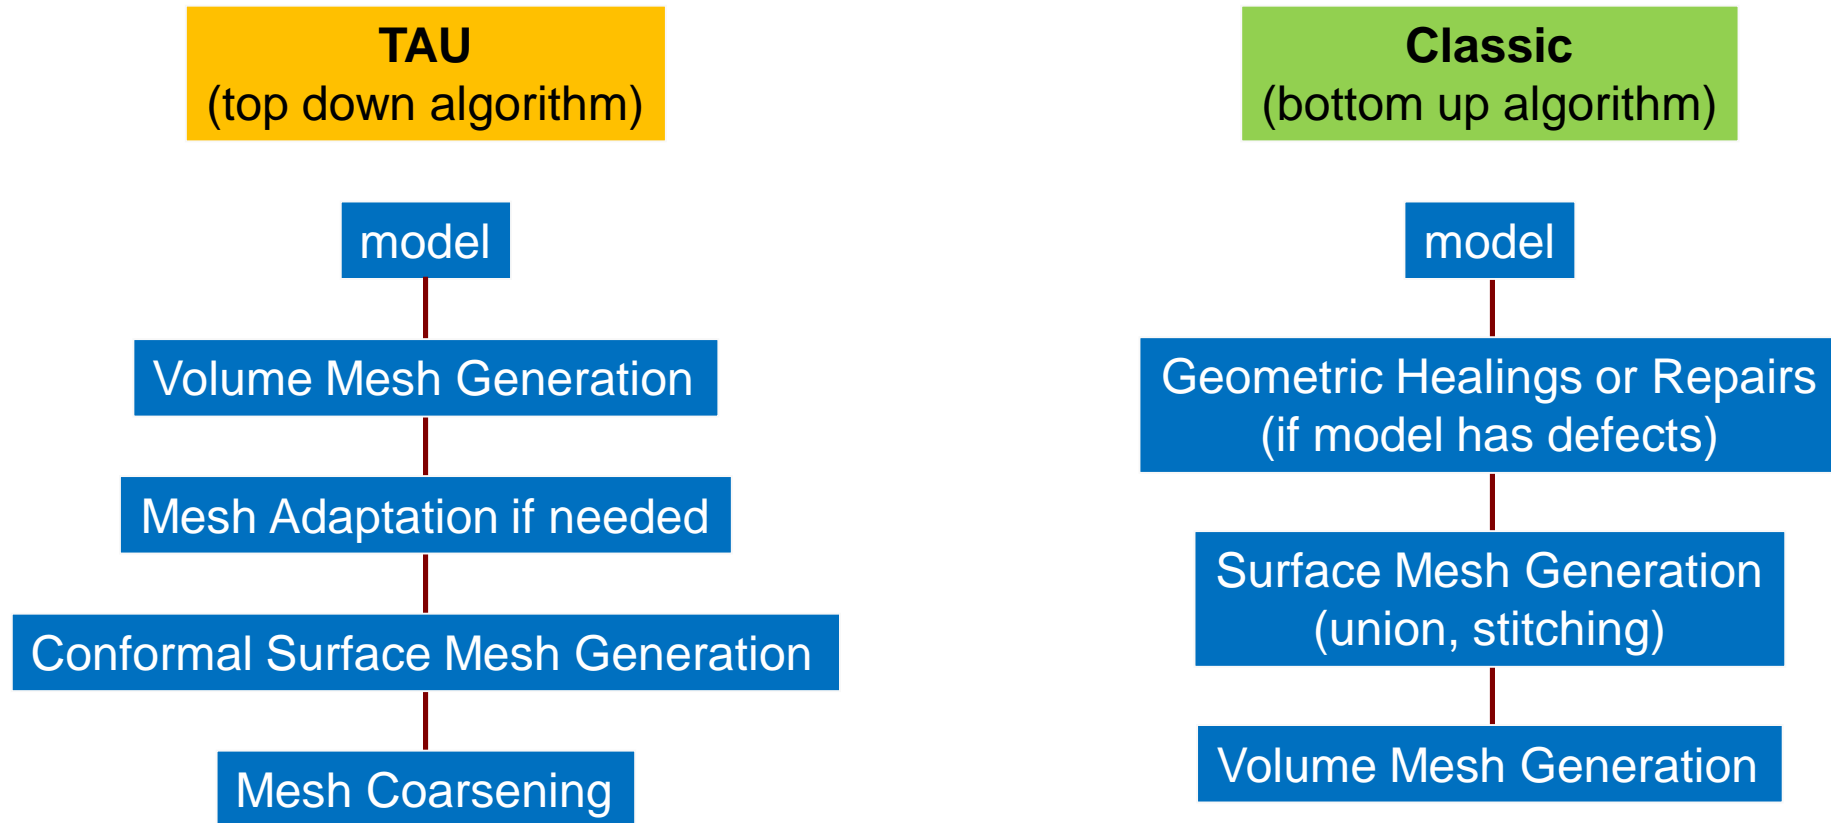 TAU
(top down algorithm)
model
Volume Mesh Generation
Mesh Adaptation if needed
Conformal Surface Mesh Generation
Mesh Coarsening
Classic
(bottom up algorithm)
model
Geometric Healings or Repairs
(if model has defects)
Surface Mesh Generation
(union, stitching)
Volume Mesh Generation